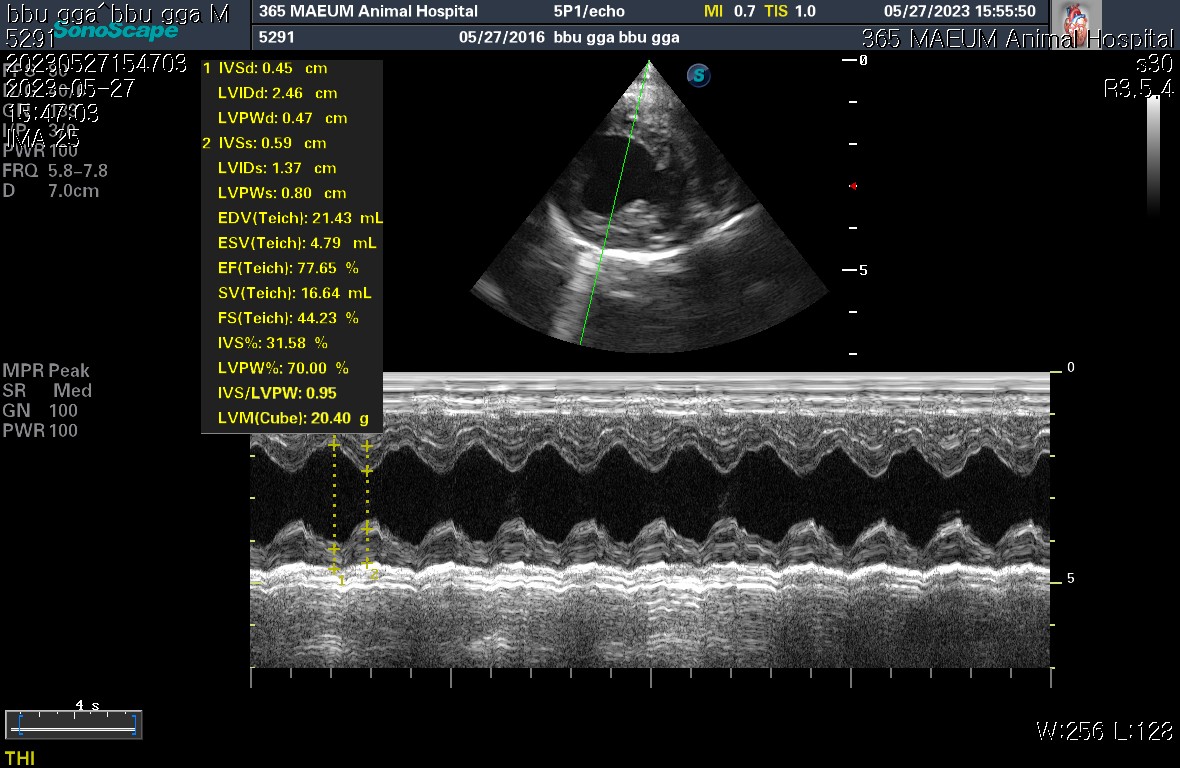 bbu gga^bbu gga M
5291
20230527154703
2023-05-27
15:47:03
IMA 25
SonoScape
365 MAEUM Animal Hospital 5P1/echo MI 0.7 TIS 1.0 05/27/2023 15:55:50
5291 05/27/2016 bbu gga bbu gga
365 MAEUM Animal Hospital
s30
R3.5.4
PWR 100
FRQ 5.8-7.8
D 7.0cm
1 IVSd: 0.45 cm
LVIDd: 2.46 cm
LVPWd: 0.47 cm
2 IVSs: 0.59 cm
LVIDs: 1.37 cm
LVPWs: 0.80 cm
EDV(Teich): 21.43 mL
ESV(Teich): 4.79 mL
EF(Teich): 77.65 %
SV(Teich): 16.64 mL
FS(Teich): 44.23 %
IVS%: 31.58 %
LVPW%: 70.00 %
IVS/LVPW: 0.95
LVM(Cube): 20.40 g
S
0
5
MPR Peak
SR Med
GN 100
PWR 100
0
5
1
2
4 s
THI
W:256 L:128